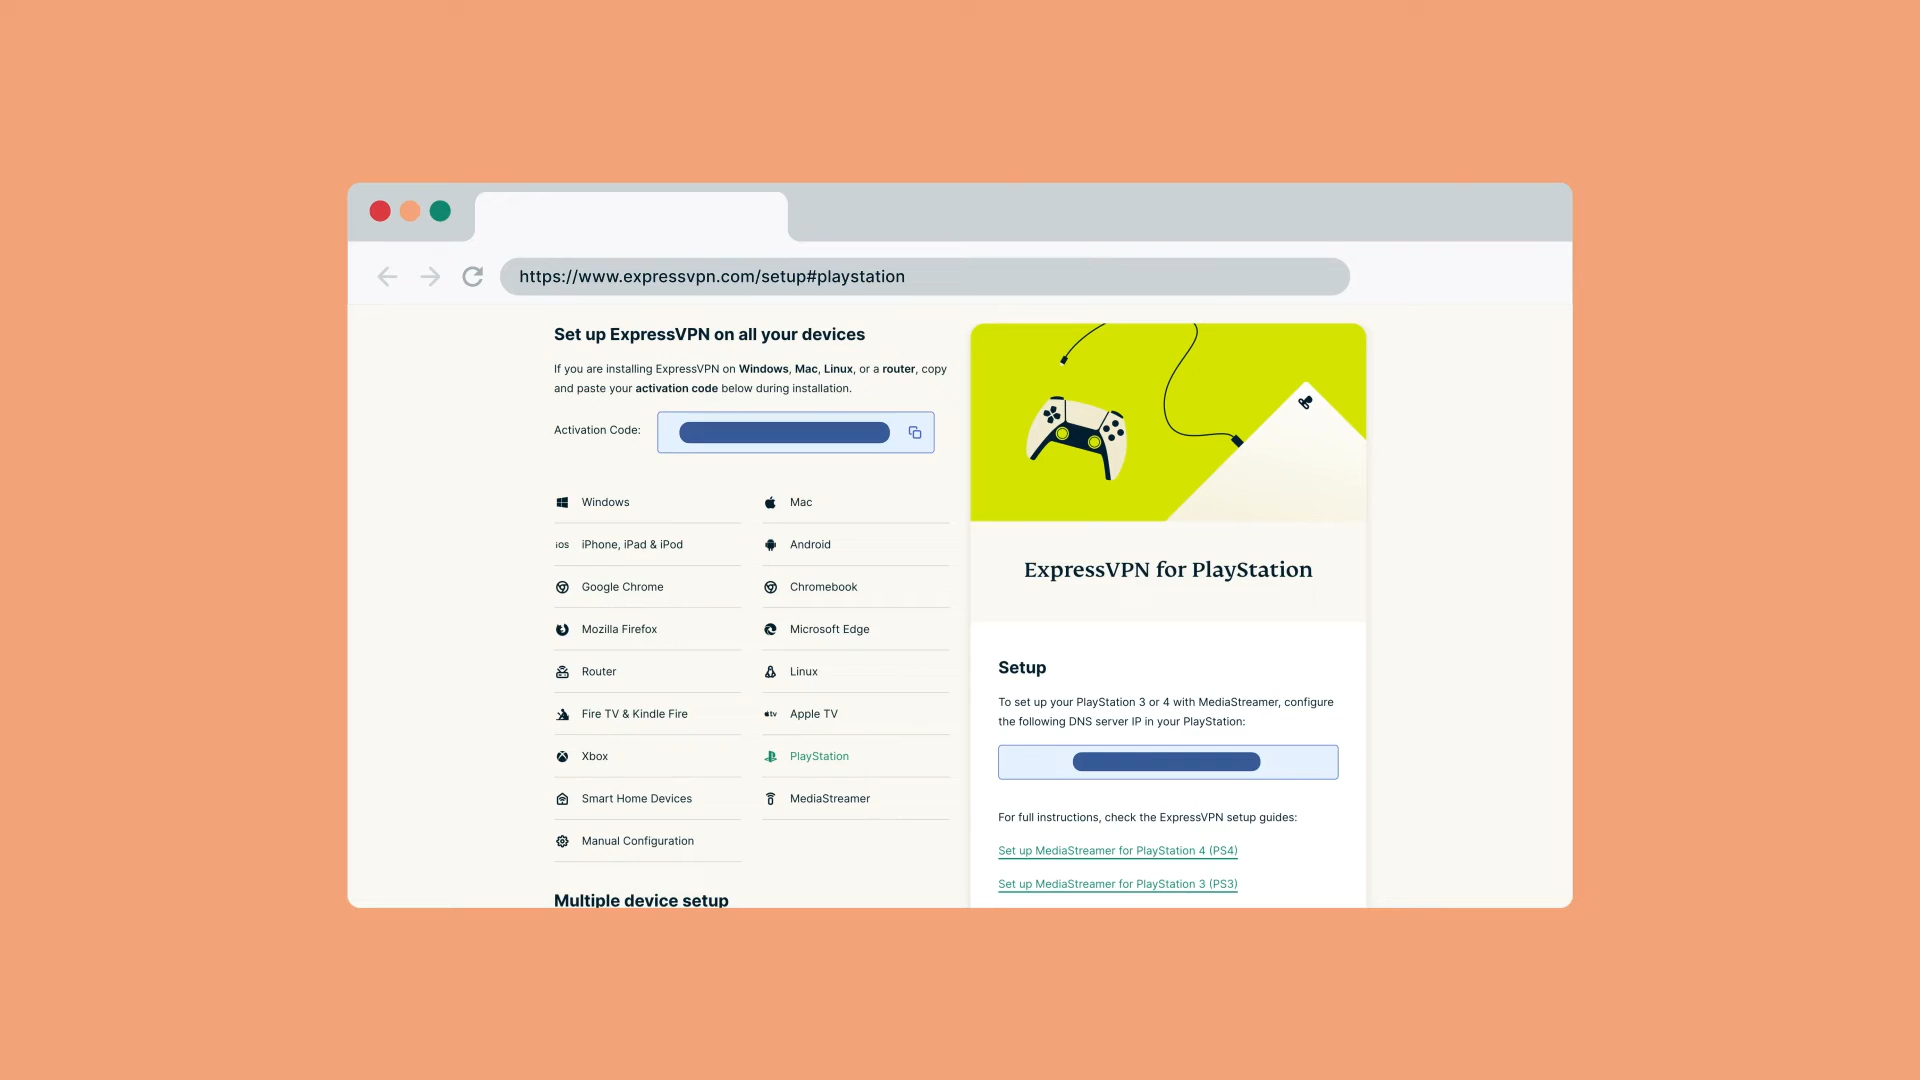 https://www.expressvpn.com/setup#playstation
Set up ExpressVPN on all your devices
If you are installing ExpressVPN on Windows, Mac, Linux, or a router, copy
and paste your activation code below during installation.
Activation Code:
Windows
Mac
iOS
iPhone, iPad & iPod
Android
Google Chrome
Chromebook
Mozilla Firefox
Microsoft Edge
Router
Linux
Fire TV & Kindle Fire
tv
Apple TV
Xbox
PlayStation
Smart Home Devices
MediaStreamer
Manual Configuration
Multiple device setup
ExpressVPN for PlayStation
Setup
To set up your PlayStation 3 or 4 with MediaStreamer, configure
the following DNS server IP in your PlayStation:
For full instructions, check the ExpressVPN setup guides:
Set up MediaStreamer for PlayStation 4 (PS4)
Set up MediaStreamer for PlayStation 3 (PS3)